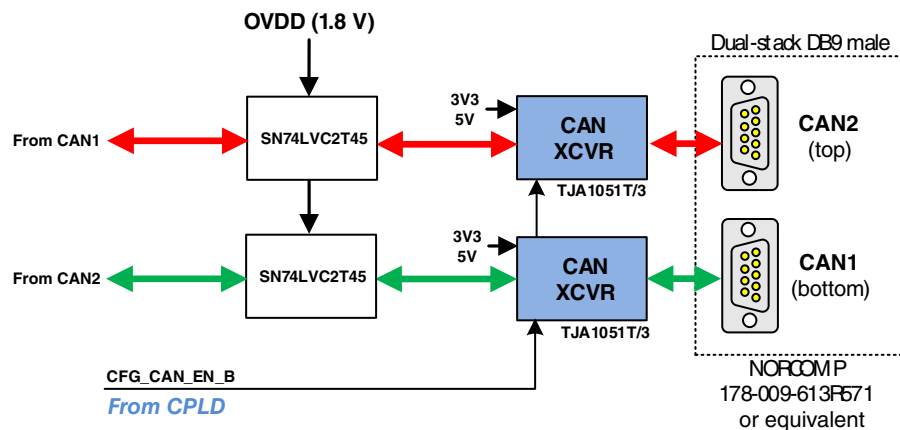 OVDD (1.8 V)
Dual-stack DB9 male
3V3
5V
CAN
XCVR
CAN2
(top)
From CAN1
SN74LVC2T45
TJA1051T/3
3V3
5V
CAN
XCVR
CAN1
(bottom)
From CAN2
SN74LVC2T45
TJA1051T/3
CFG_CAN_EN_B
From CPLD
NORCOMP
178-009-613R571
or equivalent